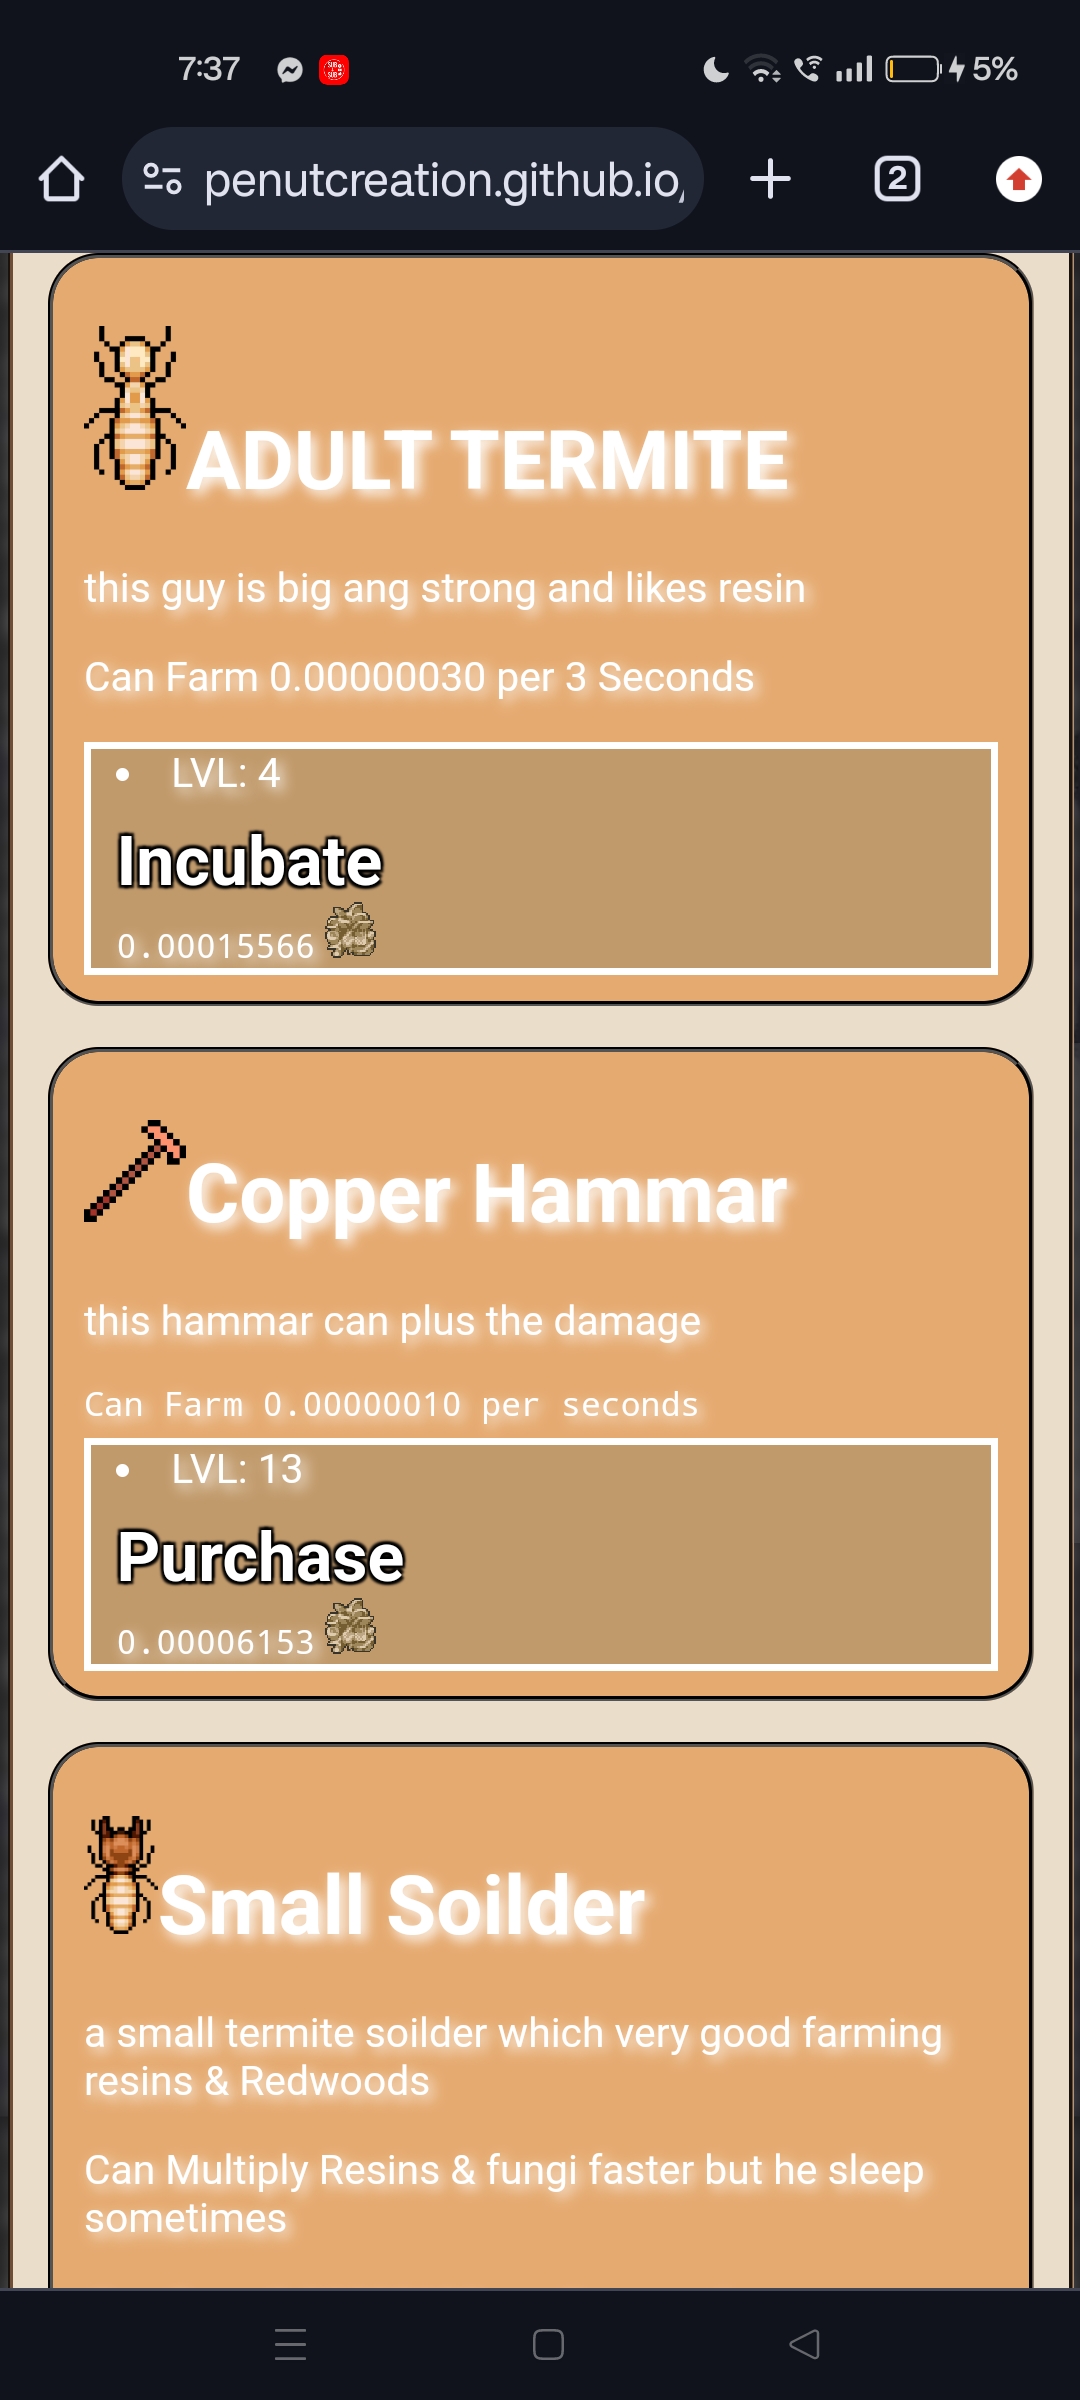 7:37
5%
penutcreation.github.io/
2
ADULT TERMITE
this guy is big ang strong and likes resin
Can Farm 0.00000030 per 3 Seconds
• LVL: 4
Incubate
0.00015566
Copper Hammar
this hammar can plus the damage
Can Farm 0.00000010 per seconds
• LVL: 13
Purchase
0.00006153
Small Soilder
a small termite soilder which very good farming
resins & Redwoods
Can Multiply Resins & fungi faster but he sleep
sometimes